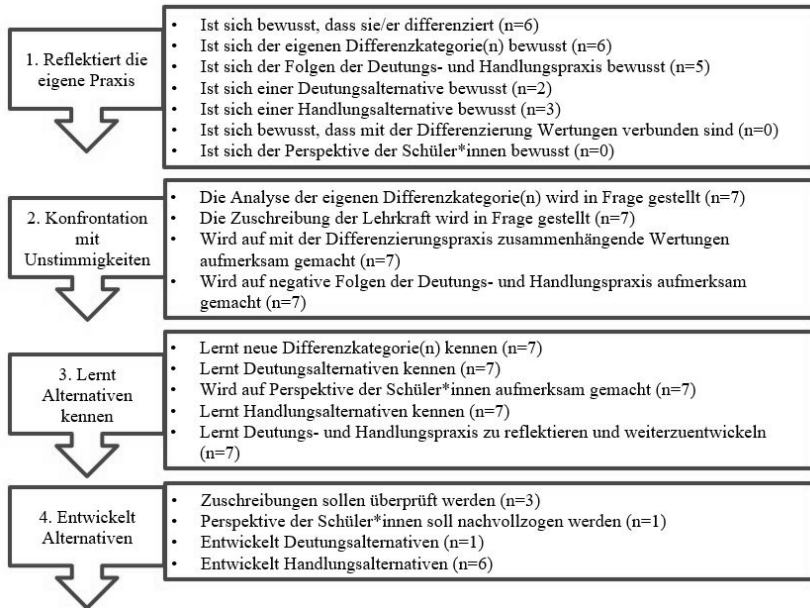 1. Reflektiert die
eigene Praxis
• Ist sich bewusst, dass sie/er differenziert (n=6)
• Ist sich der eigenen Differenzkategorie(n) bewusst (n=6)
• Ist sich der Folgen der Deutungs- und Handlungspraxis bewusst (n=5)
• Ist sich einer Deutungsalternative bewusst (n=2)
• Ist sich einer Handlungsalternative bewusst (n=3)
• Ist sich bewusst, dass mit der Differenzierung Wertungen verbunden sind (n=0)
• Ist sich der Perspektive der Schüler*innen bewusst (n=0)
2. Konfrontation
mit
Unstimmigkeiten
• Die Analyse der eigenen Differenzkategorie(n) wird in Frage gestellt (n=7)
• Die Zuschreibung der Lehrkraft wird in Frage gestellt (n=7)
• Wird auf mit der Differenzierungspraxis zusammenhängende Wertungen
aufmerksam gemacht (n=7)
• Wird auf negative Folgen der Deutungs- und Handlungspraxis aufmerksam
gemacht (n=7)
3. Lernt
Alternativen
kennen
• Lernt neue Differenzkategorie(n) kennen (n=7)
• Lernt Deutungsalternativen kennen (n=7)
• Wird auf Perspektive der Schüler*innen aufmerksam gemacht (n=7)
• Lernt Handlungsalternativen kennen (n=7)
• Lernt Deutungs- und Handlungspraxis zu reflektieren und weiterzuentwickeln
(n=7)
4. Entwickelt
Alternativen
• Zuschreibungen sollen überprüft werden (n=3)
• Perspektive der Schüler*innen soll nachvollzogen werden (n=1)
• Entwickelt Deutungsalternativen (n=1)
• Entwickelt Handlungsalternativen (n=6)